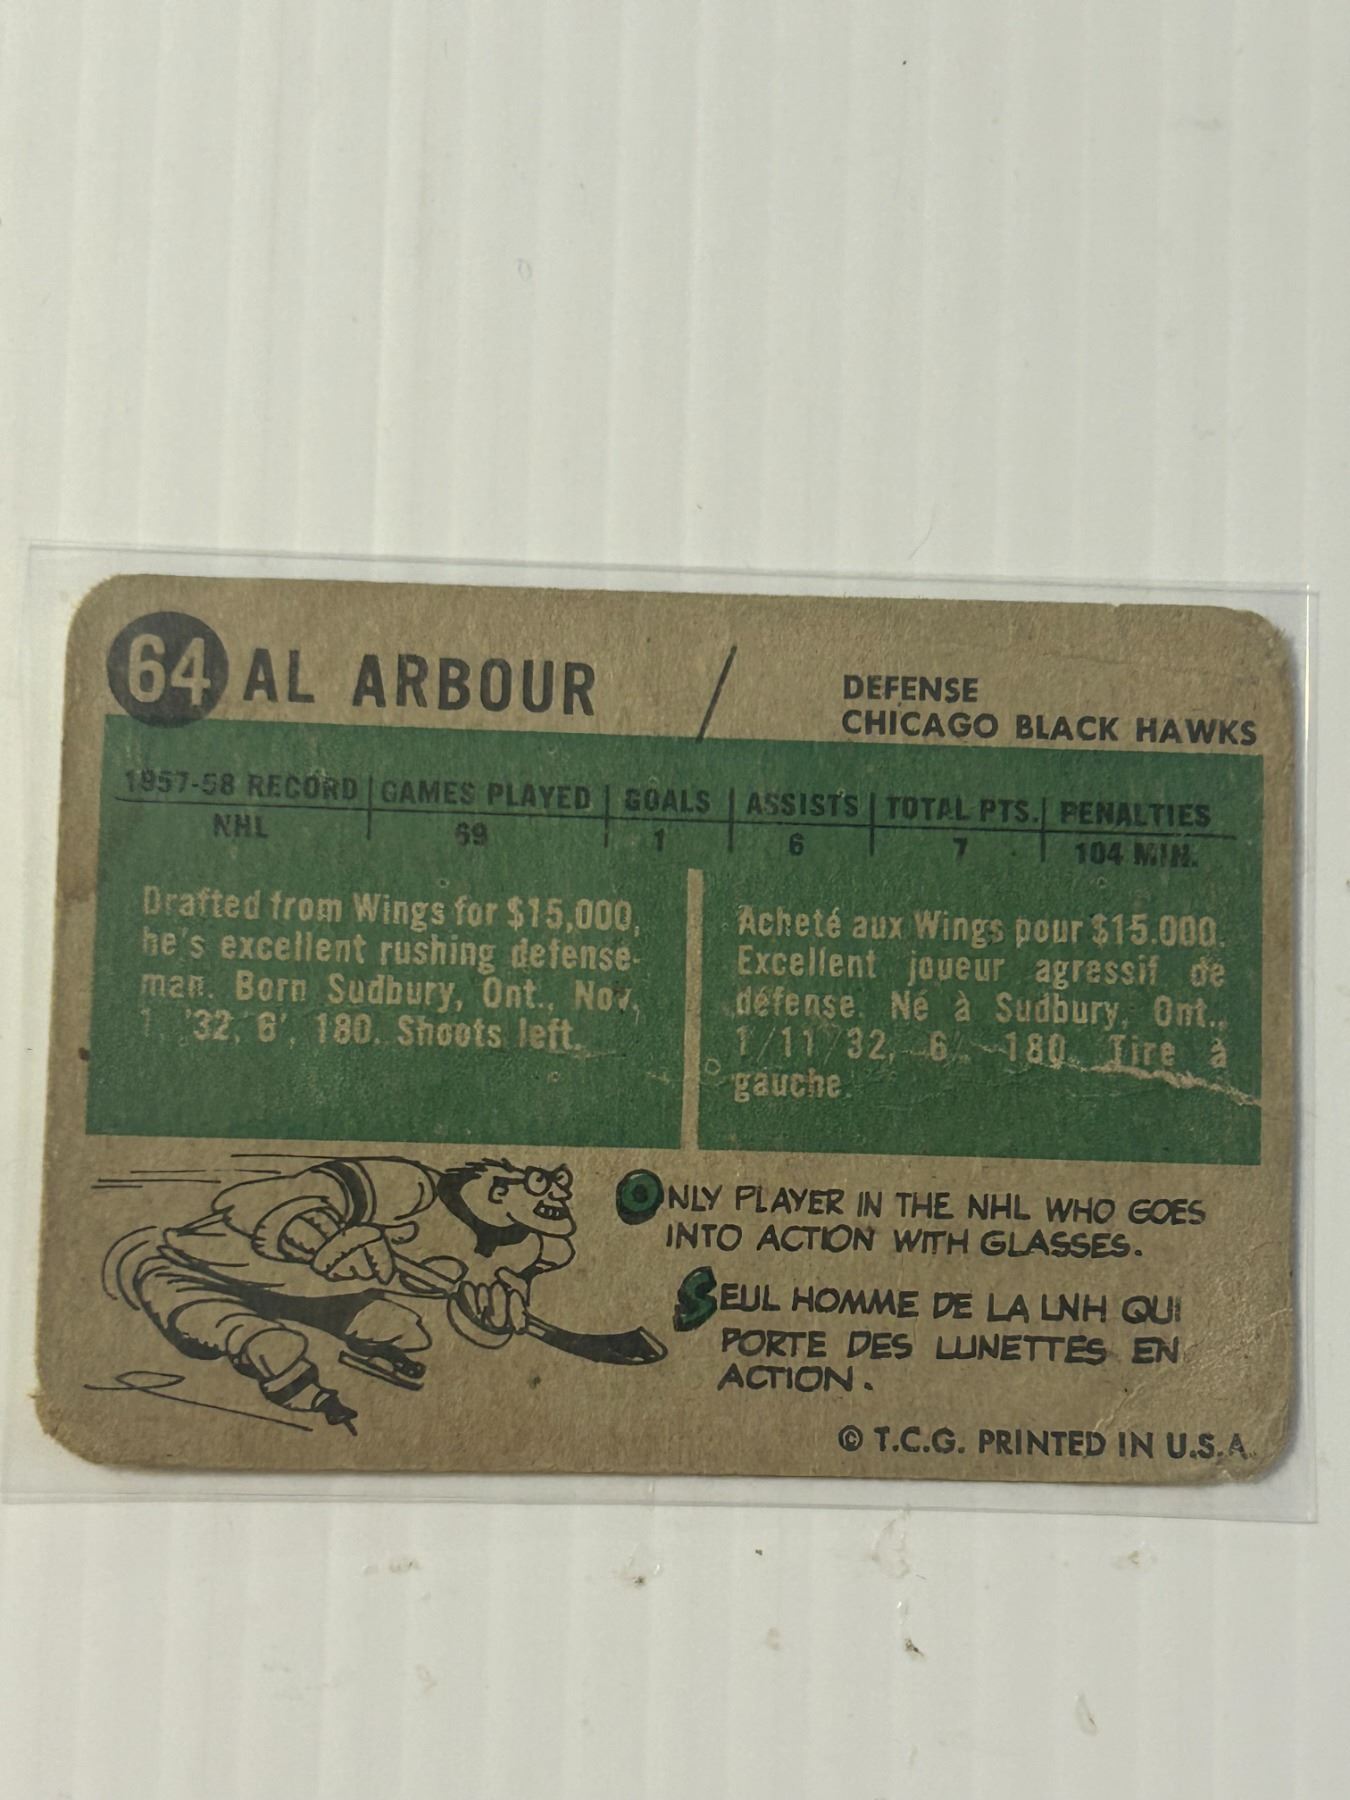 64 AL ARBOUR / DEFENSE
CHICAGO BLACK HAWKS
1957-58 RECORD | GAMES PLAYED | GOALS | ASSISTS | TOTAL PTS. | PENALTIES
NHL 69 1 6 7 104 MIN.
Drafted from Wings for $15,000,
he's excellent rushing defense-
man. Born Sudbury, Ont., Nov,
1 '32, 6', 180. Shoots left.
Acheté aux Wings pour $15.000.
Excellent joueur agressif de
défense. Né à Sudbury, Ont.,
1/11/32, 6 180 Tire à
gauche.
ONLY PLAYER IN THE NHL WHO GOES
INTO ACTION WITH GLASSES.
SEUL HOMME DE LA LNH QUI
PORTE DES LUNETTES EN
ACTION.
© T.C.G. PRINTED IN U.S.A.